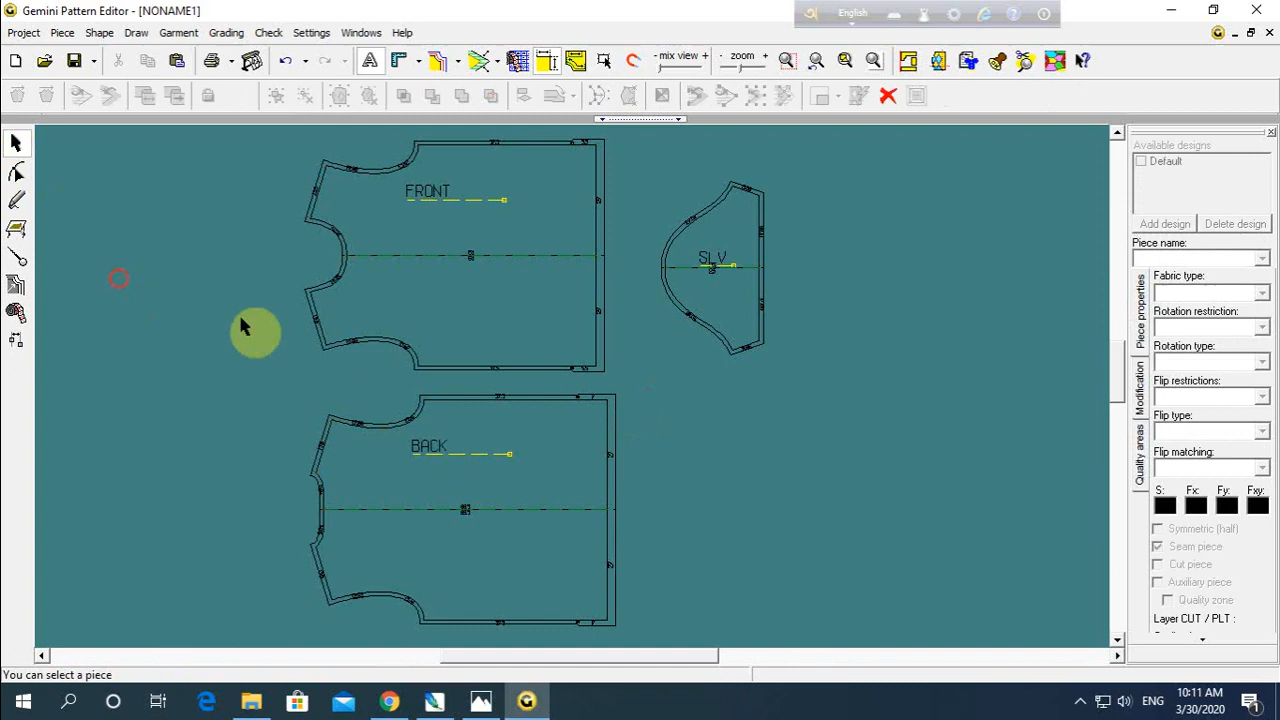 Gemini Pattern Editor - [NONAME1]
English
Project Piece Shape Draw Garment Grading Check Settings Windows Help
mix view
zoom
FRONT
SLV
BACK
Available designs
Default
Add design Delete design
Piece name:
Piece properties
Modification
Quality areas
Fabric type:
Rotation restriction:
Rotation type:
Flip restrictions:
Flip type:
Flip matching:
S: Fx: Fy: Fxy:
Symmetric (half)
Seam piece
Cut piece
Auxiliary piece
Quality zone
Layer CUT / PLT :
You can select a piece
ENG
10:11 AM
3/30/2020